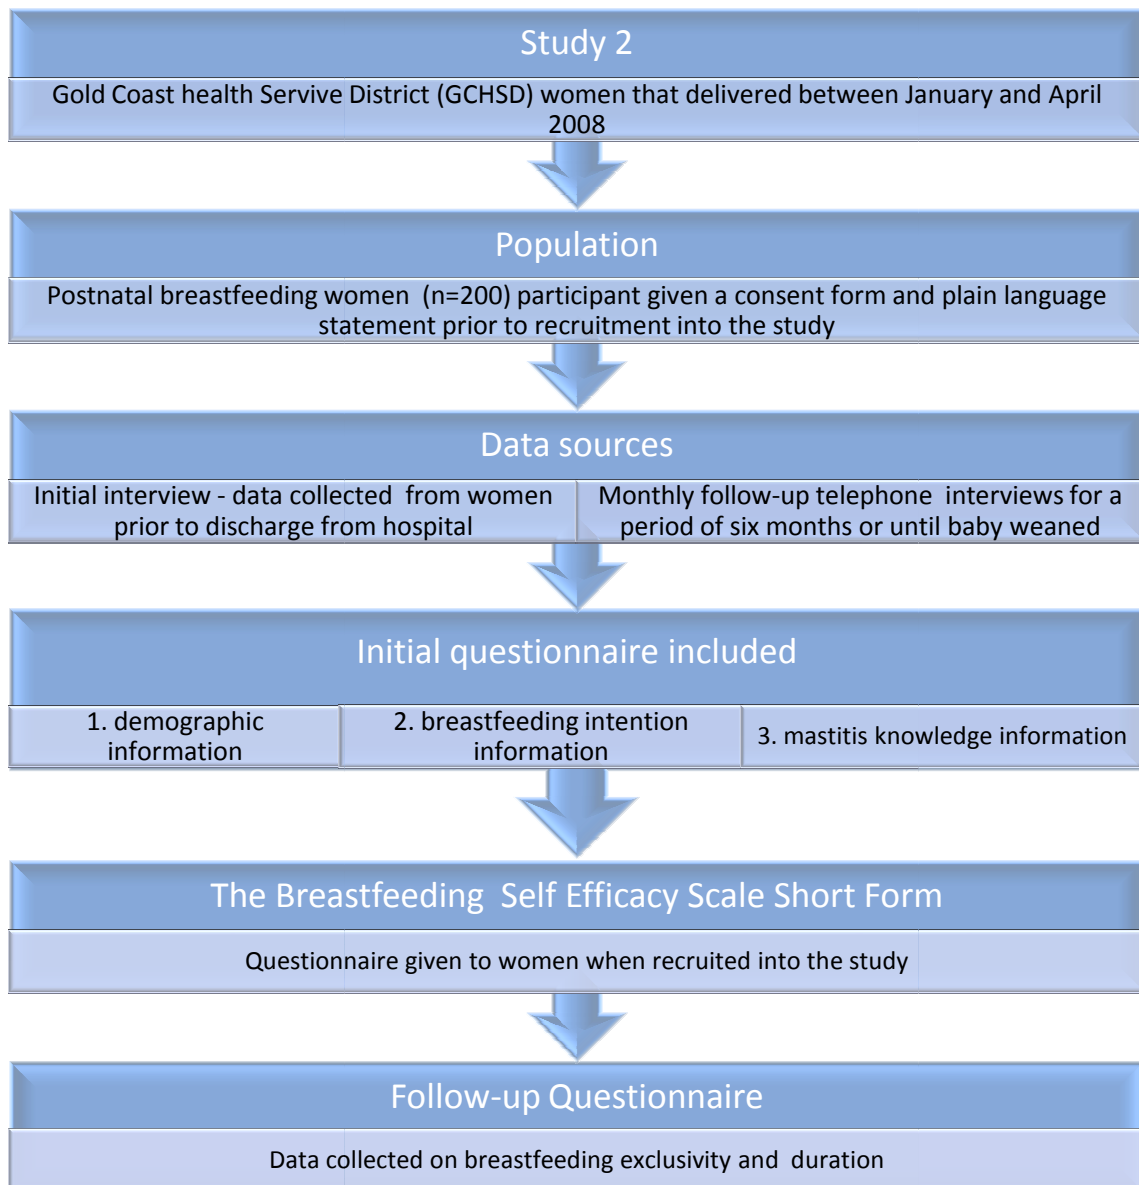 Study 2
Gold Coast health Servive District (GCHSD) women that delivered between January and April
2008
Population
Postnatal breastfeeding women (n=200) participant given a consent form and plain language
statement prior to recruitment into the study
Data sources
Initial interview - data collected from women
prior to discharge from hospital
Monthly follow-up telephone interviews for a
period of six months or until baby weaned
Initial questionnaire included
1. demographic
information
2. breastfeeding intention
information
3. mastitis knowledge information
The Breastfeeding Self Efficacy Scale Short Form
Questionnaire given to women when recruited into the study
Follow-up Questionnaire
Data collected on breastfeeding exclusivity and duration